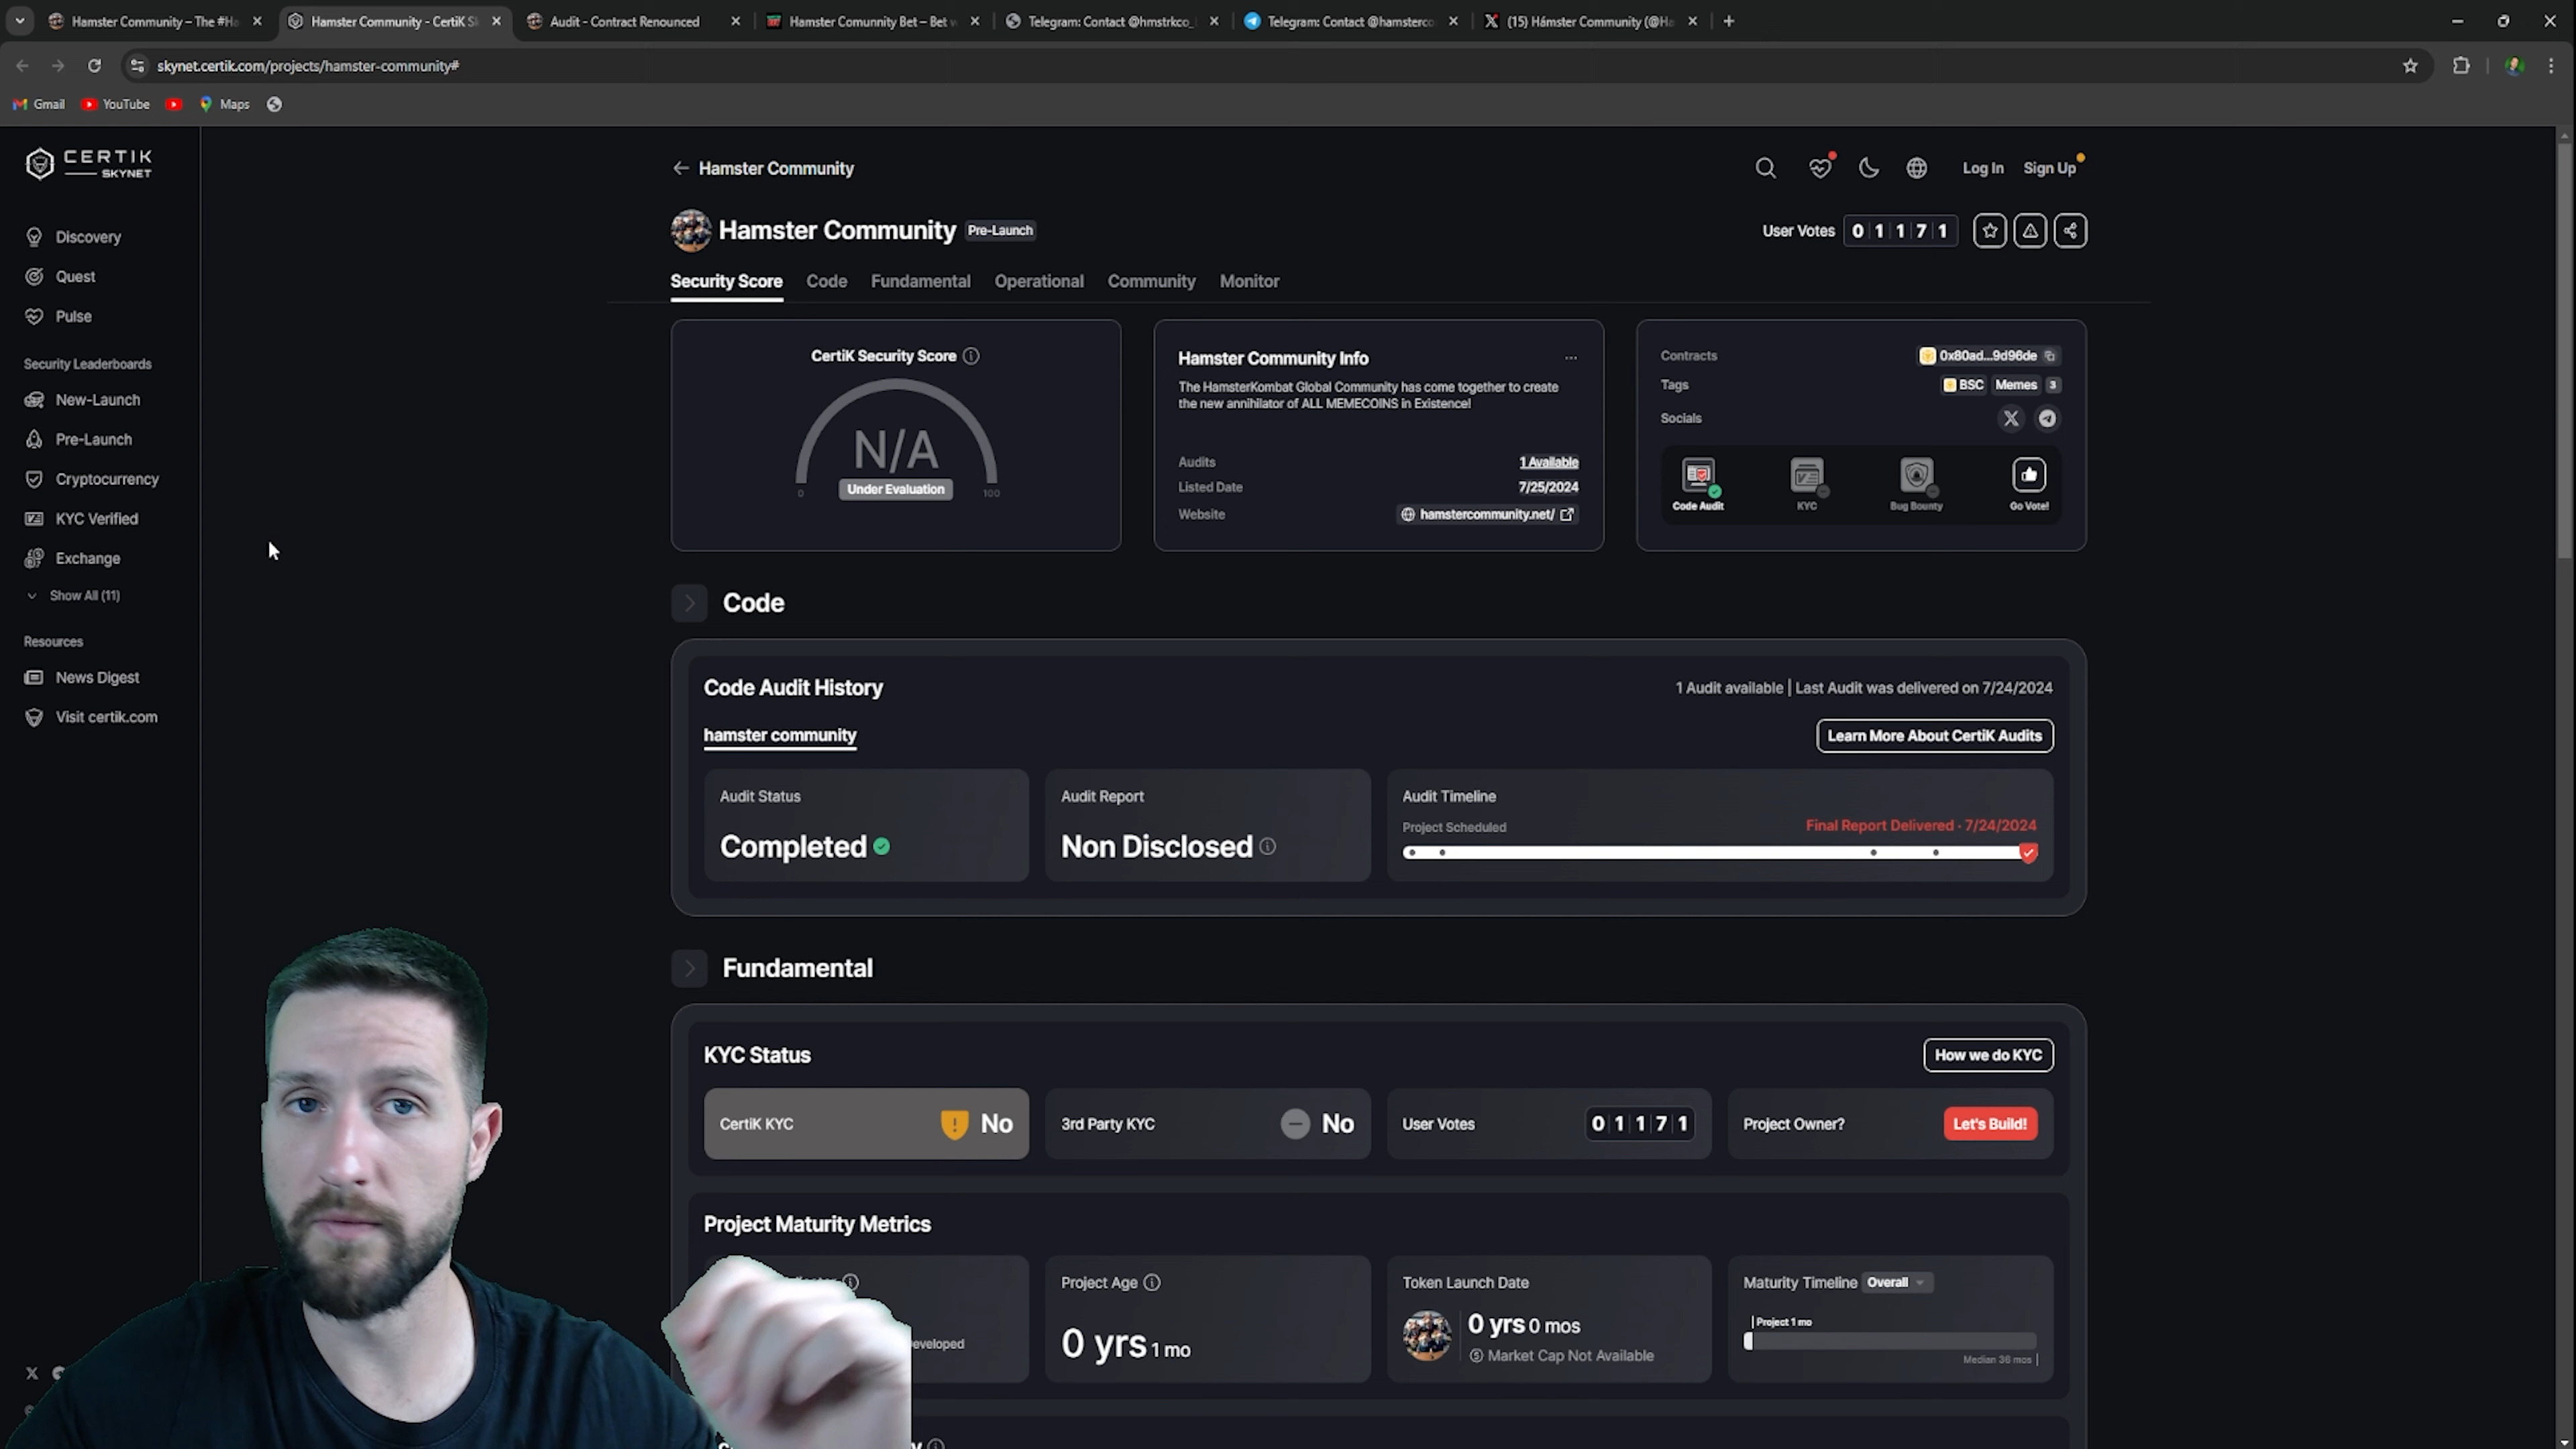 Hamster Community – The #Ha
Hamster Community - CertiK Sk
Audit - Contract Renounced
Hamster Comunnity Bet – Bet w
Telegram: Contact @hmstrkco_
Telegram: Contact @hamsterco
(15) Hámster Community (@Ha
skynet.certik.com/projects/hamster-community#
Gmail
YouTube
Maps
CERTIK
SKYNET
Discovery
Quest
Pulse
Security Leaderboards
New-Launch
Pre-Launch
Cryptocurrency
KYC Verified
Exchange
Show All (11)
Resources
News Digest
Visit certik.com
Hamster Community
Log In
Sign Up
Hamster Community
Pre-Launch
User Votes
0 1 1 7 1
Security Score
Code
Fundamental
Operational
Community
Monitor
CertiK Security Score
N/A
Under Evaluation
0
100
Hamster Community Info
...
The HamsterKombat Global Community has come together to create
the new annihilator of ALL MEMECOINS in Existence!
Audits
1 Available
Listed Date
7/25/2024
Website
hamstercommunity.net/
Contracts
0x80ad...9d96de
Tags
BSC
Memes
3
Socials
Code Audit
KYC
Bug Bounty
Go Vote!
Code
Code Audit History
1 Audit available | Last Audit was delivered on 7/24/2024
hamster community
Learn More About CertiK Audits
Audit Status
Completed
Audit Report
Non Disclosed
Audit Timeline
Project Scheduled
Final Report Delivered · 7/24/2024
Fundamental
KYC Status
How we do KYC
CertiK KYC
No
3rd Party KYC
No
User Votes
0 1 1 7 1
Project Owner?
Let's Build!
Project Maturity Metrics
eveloped
Project Age
0 yrs 1 mo
Token Launch Date
0 yrs 0 mos
Market Cap Not Available
Maturity Timeline
Overall
Project 1 mo
Median 36 mos